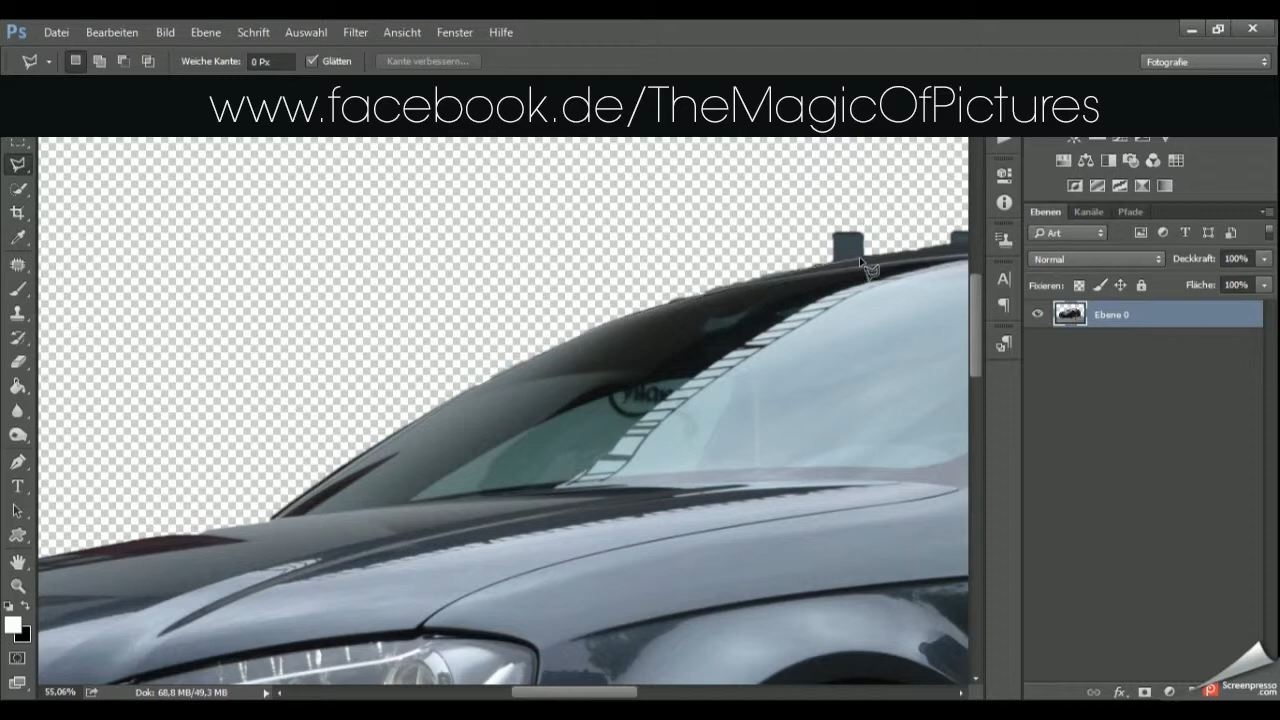 Ps Datei Bearbeiten Bild Ebene Schrift Auswahl Filter Ansicht Fenster Hilfe
Weiche Kante: 0 Px Glätten Kante verbessern... Fotografie
www.facebook.de/TheMagicOfPictures
Ebenen Kanäle Pfade
Art
Normal Deckkraft: 100%
Fixieren: Fläche: 100%
Ebene 0
55,06% Dok: 68,8 MB/49,3 MB
Screenpresso
.com